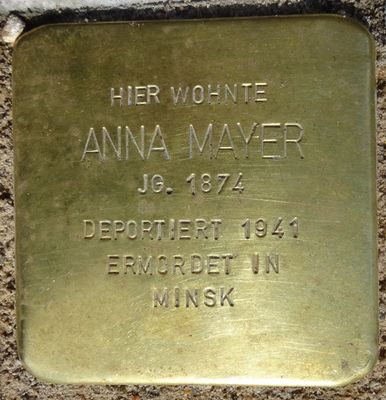 HIER WOHNTE
ANNA MAYER
JG. 1874
DEPORTIERT 1941
ERMORDET IN
MINSK